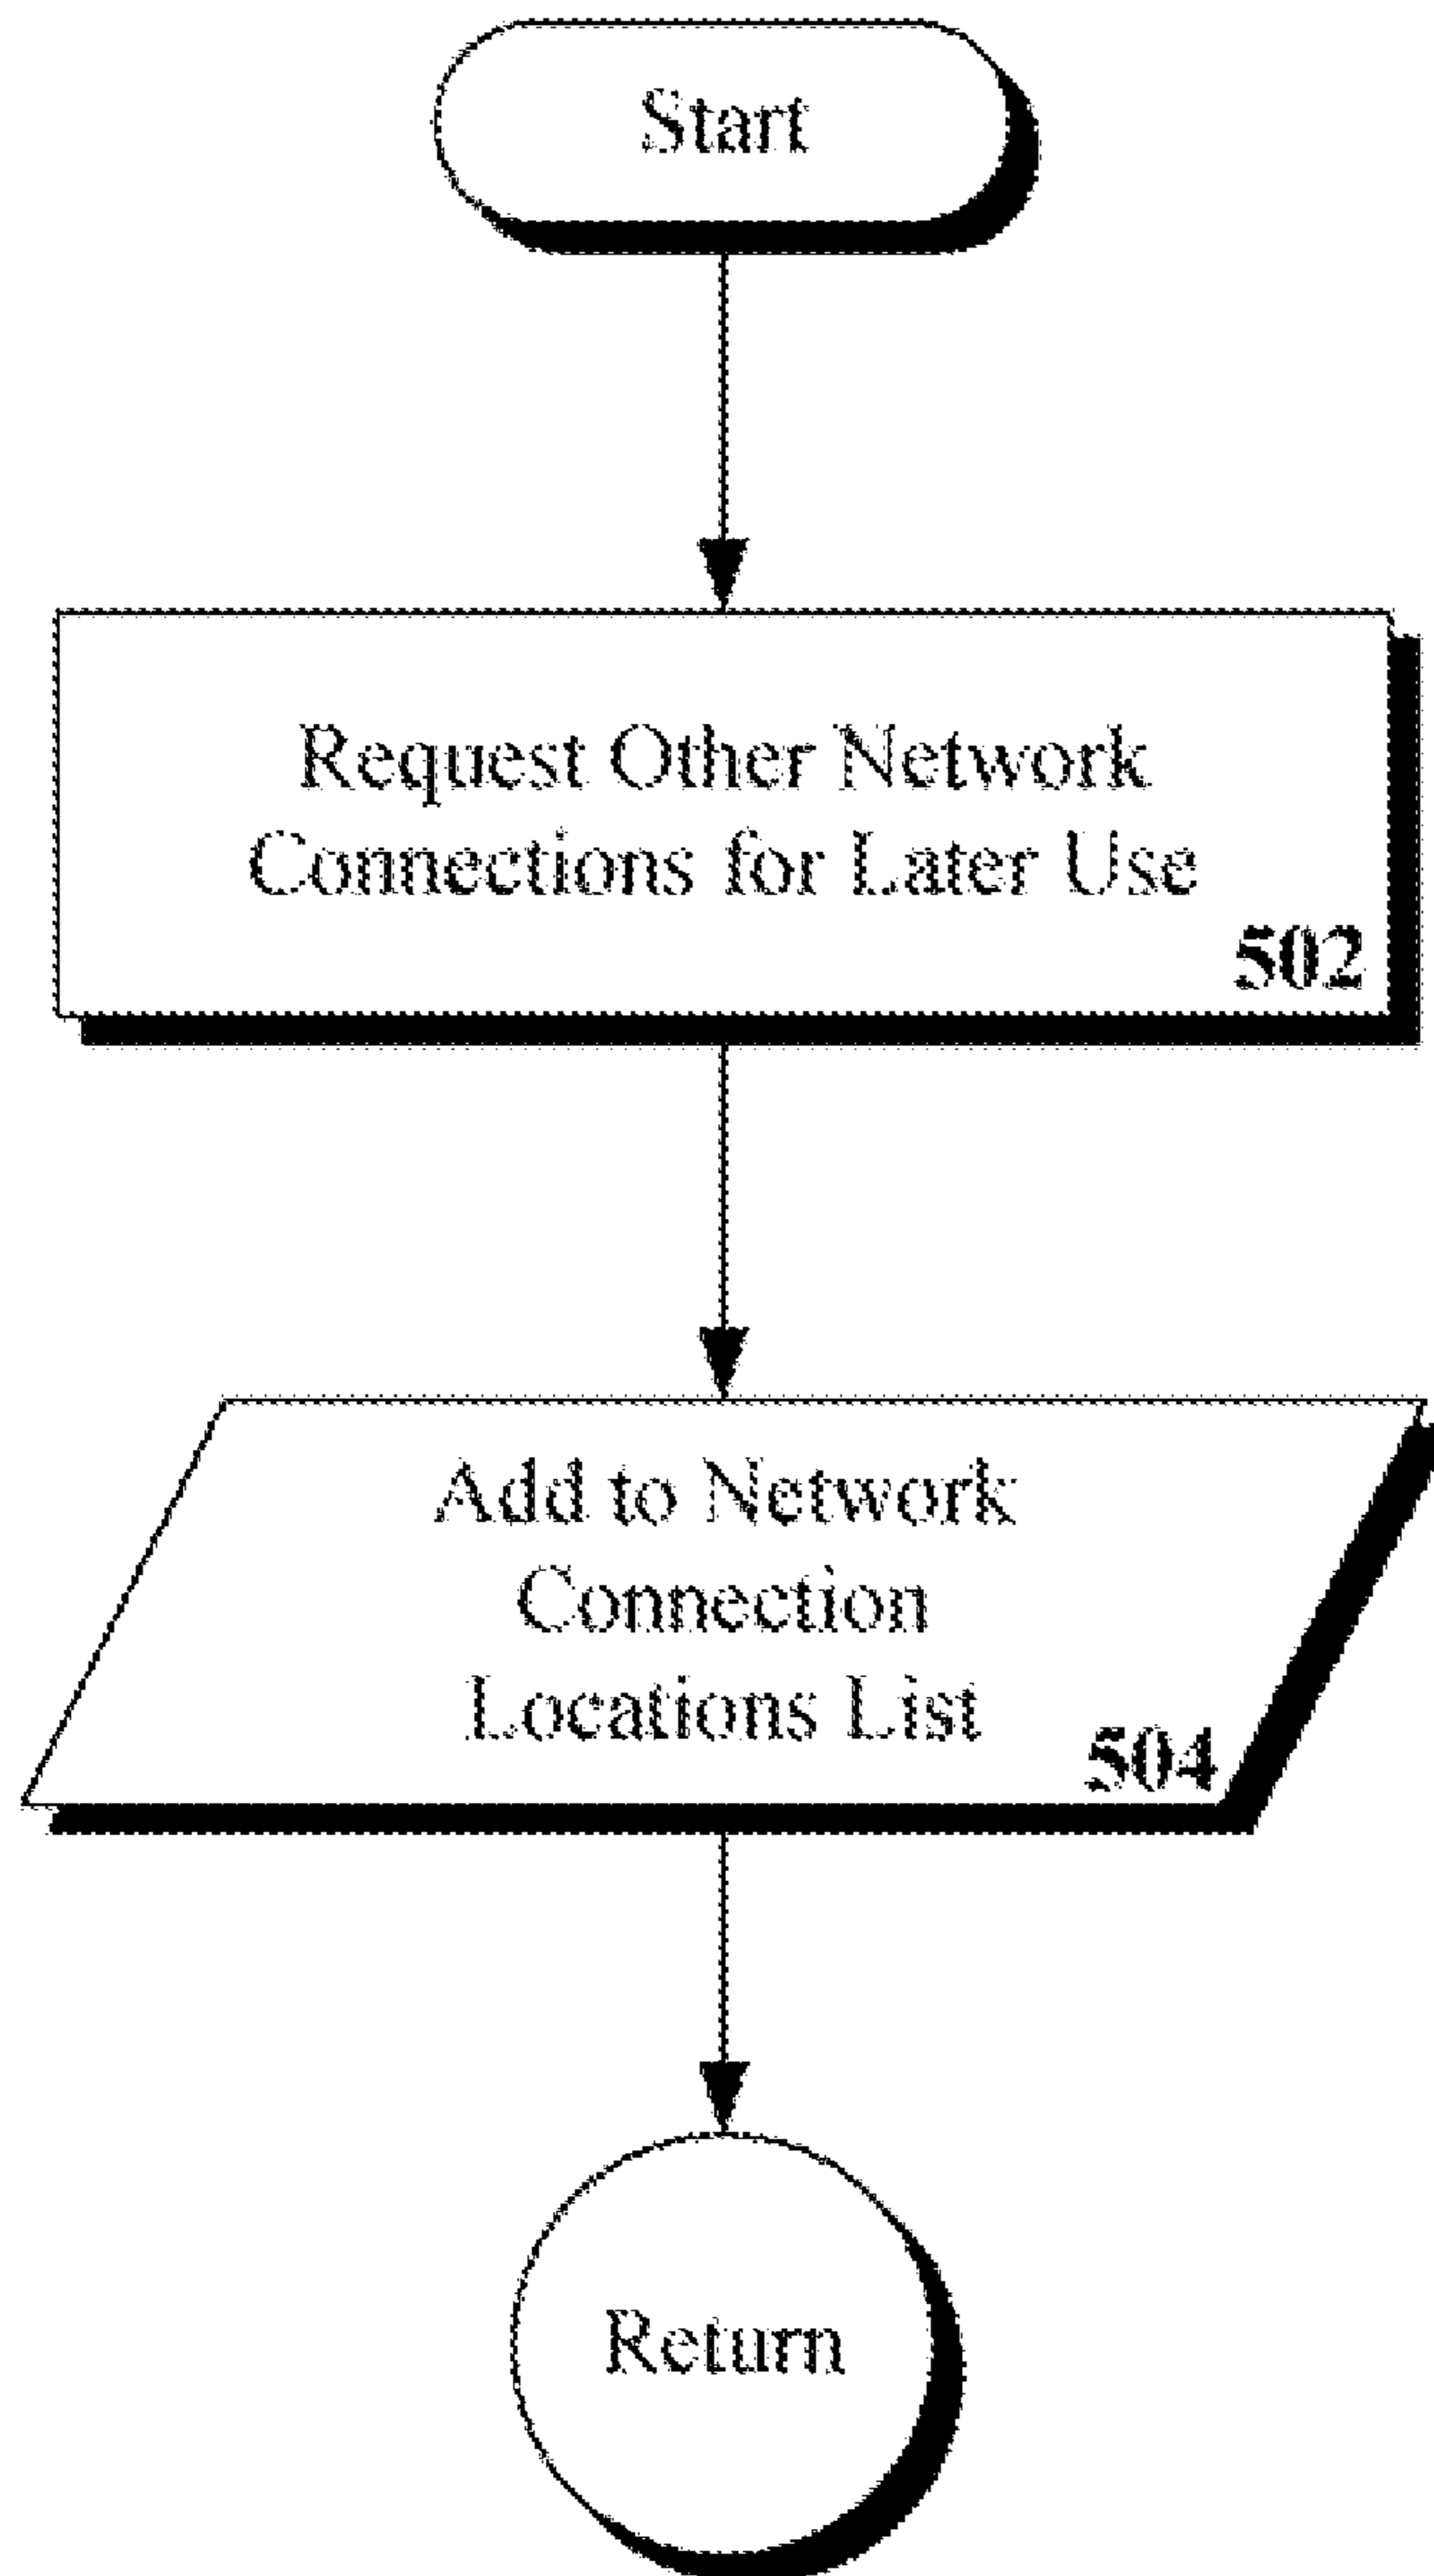 Start
Request Other Network
Connections for Later Use
502
Add to Network
Connection
Locations List
504
Return